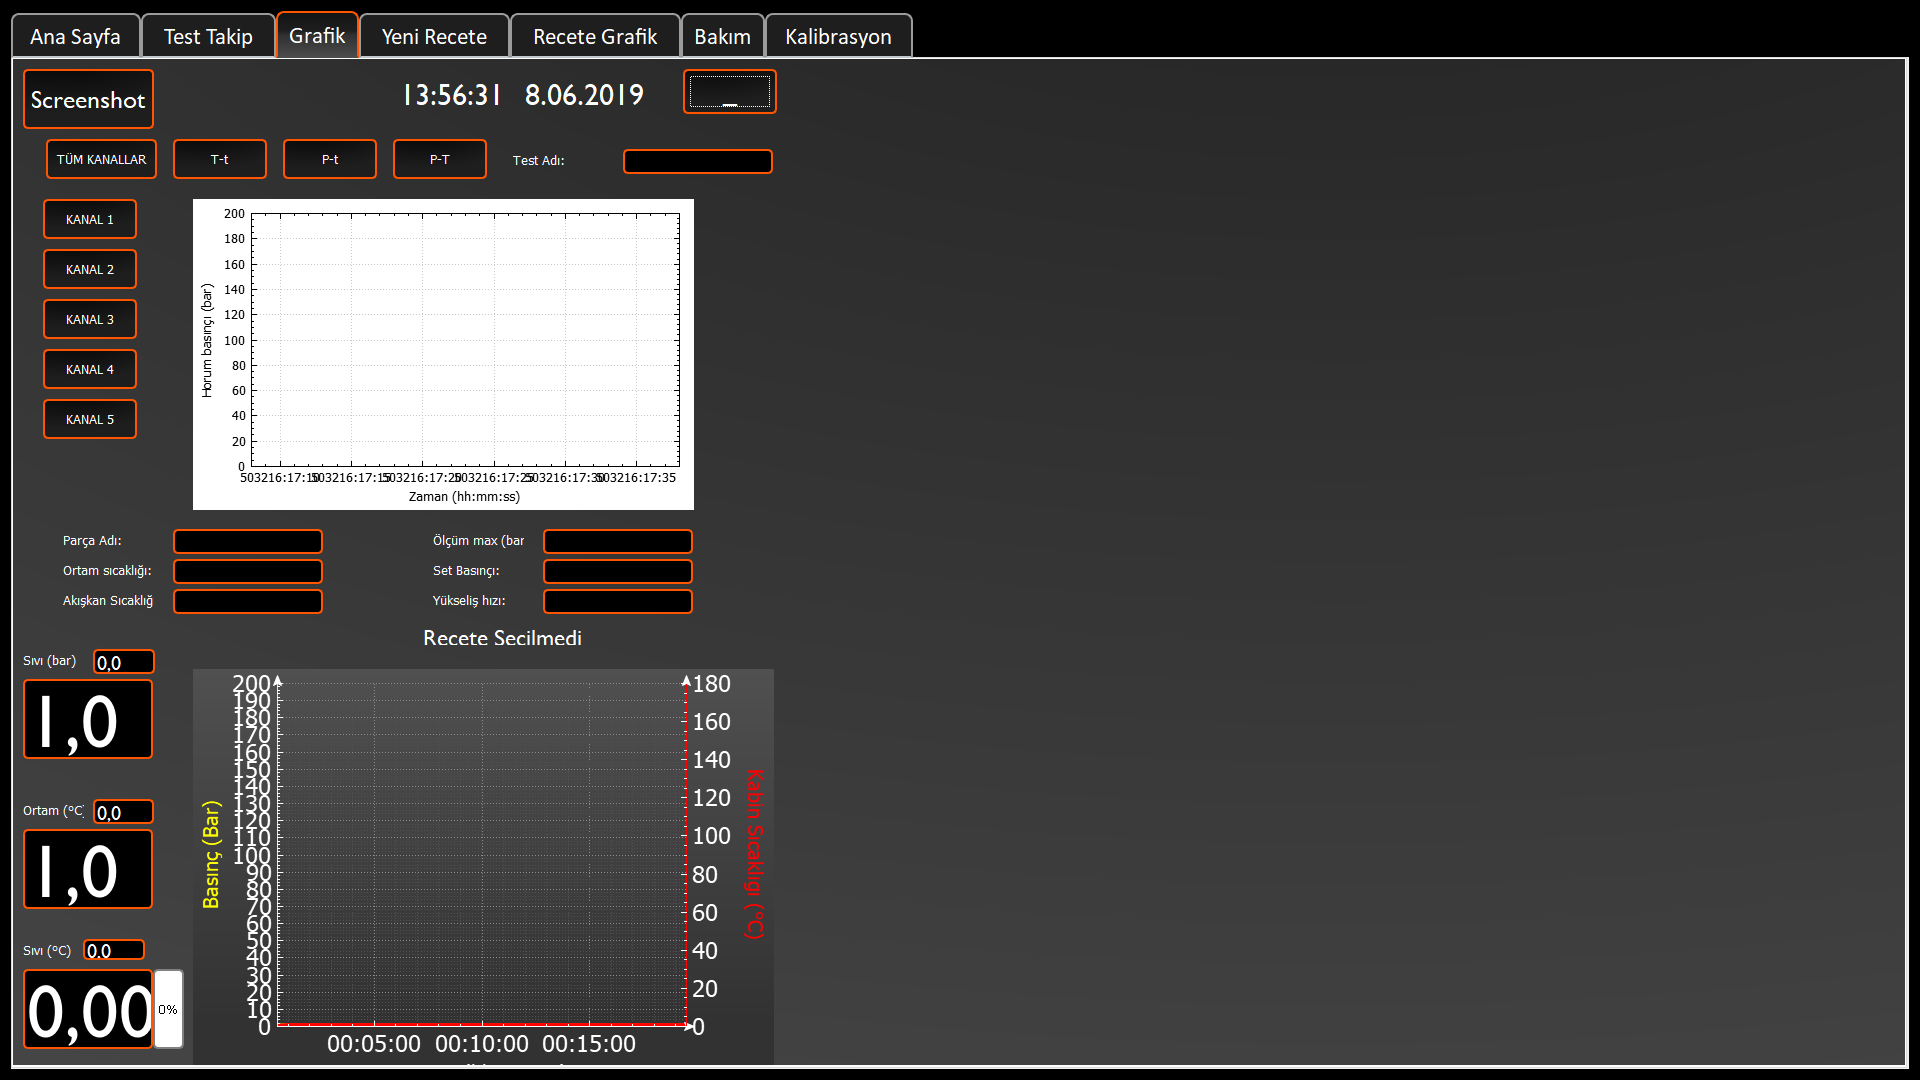 Ana Sayfa Test Takip Grafik Yeni Recete Recete Grafik Bakım Kalibrasyon
Screenshot 13:56:31 8.06.2019 _
TÜM KANALLAR T-t P-t P-T Test Adı:
KANAL 1
KANAL 2
KANAL 3
KANAL 4
KANAL 5
200
180
160
140
120
100
80
60
40
20
0
Horum basınçı (bar)
503216:17:10 503216:17:15 503216:17:20 503216:17:25 503216:17:30 503216:17:35
Zaman (hh:mm:ss)
Parça Adı: Ölçüm max (bar
Ortam sıcaklığı: Set Basınçı:
Akışkan Sıcaklığ Yükseliş hızı:
Recete Secilmedi
Sıvı (bar) 0,0
1,0
Ortam (°C) 0,0
1,0
Sıvı (°C) 0,0
0,00 0%
Basınç (Bar)
200
190
180
170
160
150
140
130
120
110
100
90
80
70
60
50
40
30
20
10
0
180
160
140
120
100
80
60
40
20
0
Kabin Sıcaklığı (°C)
00:05:00 00:10:00 00:15:00